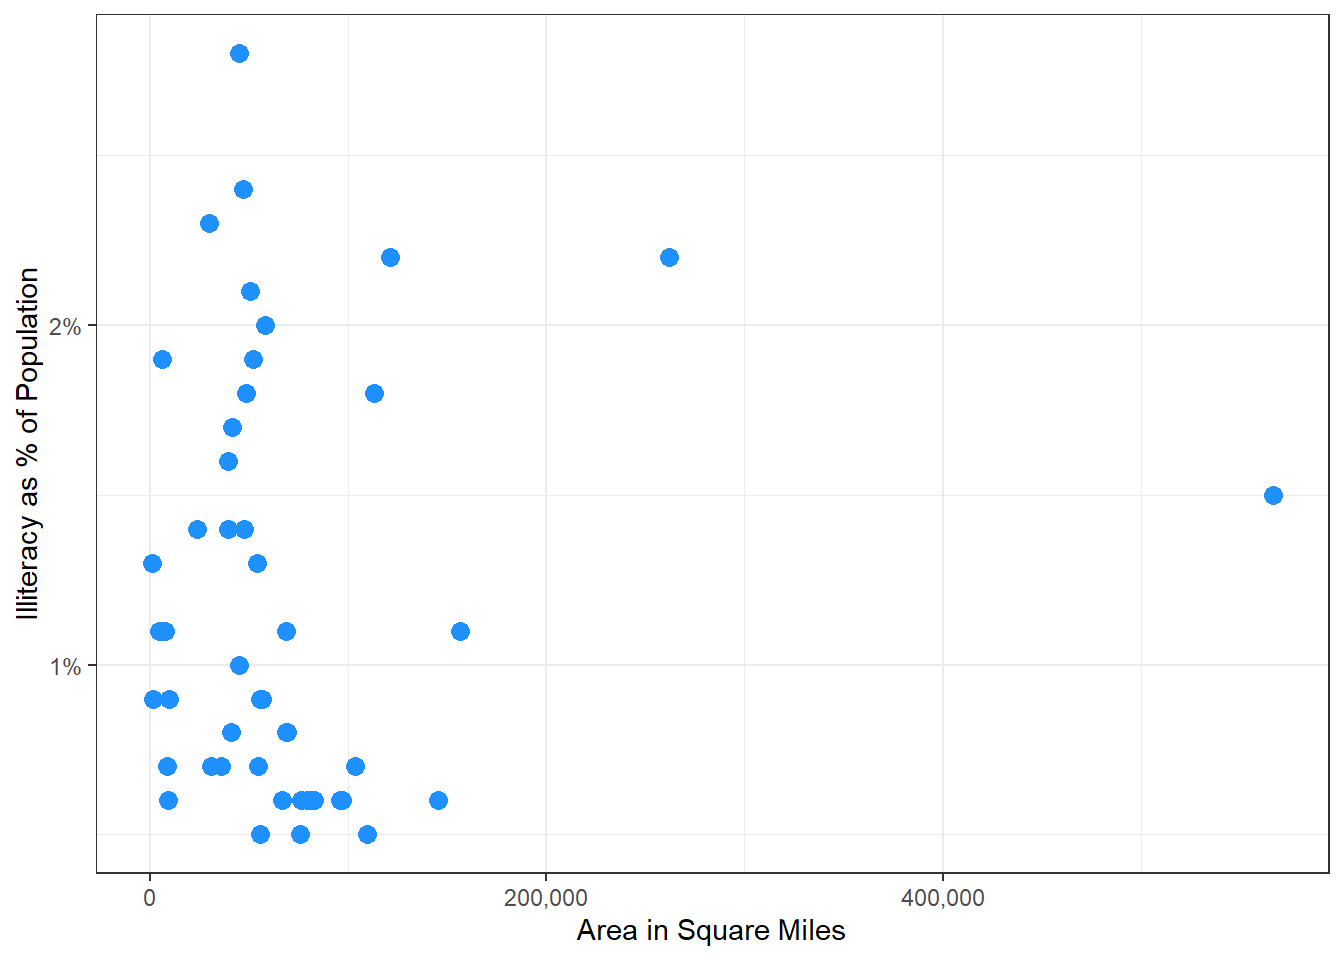 Illiteracy as % of Population
2%
1%
0
200,000
400,000
Area in Square Miles